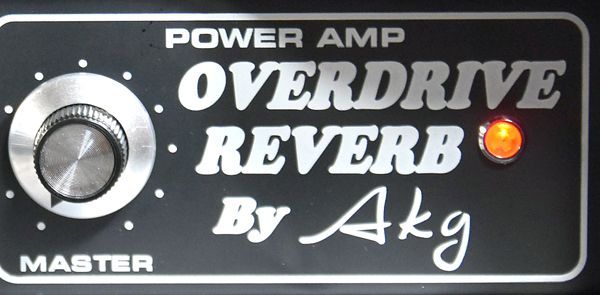 POWER AMP
OVERDRIVE
REVERB
By Akg
MASTER